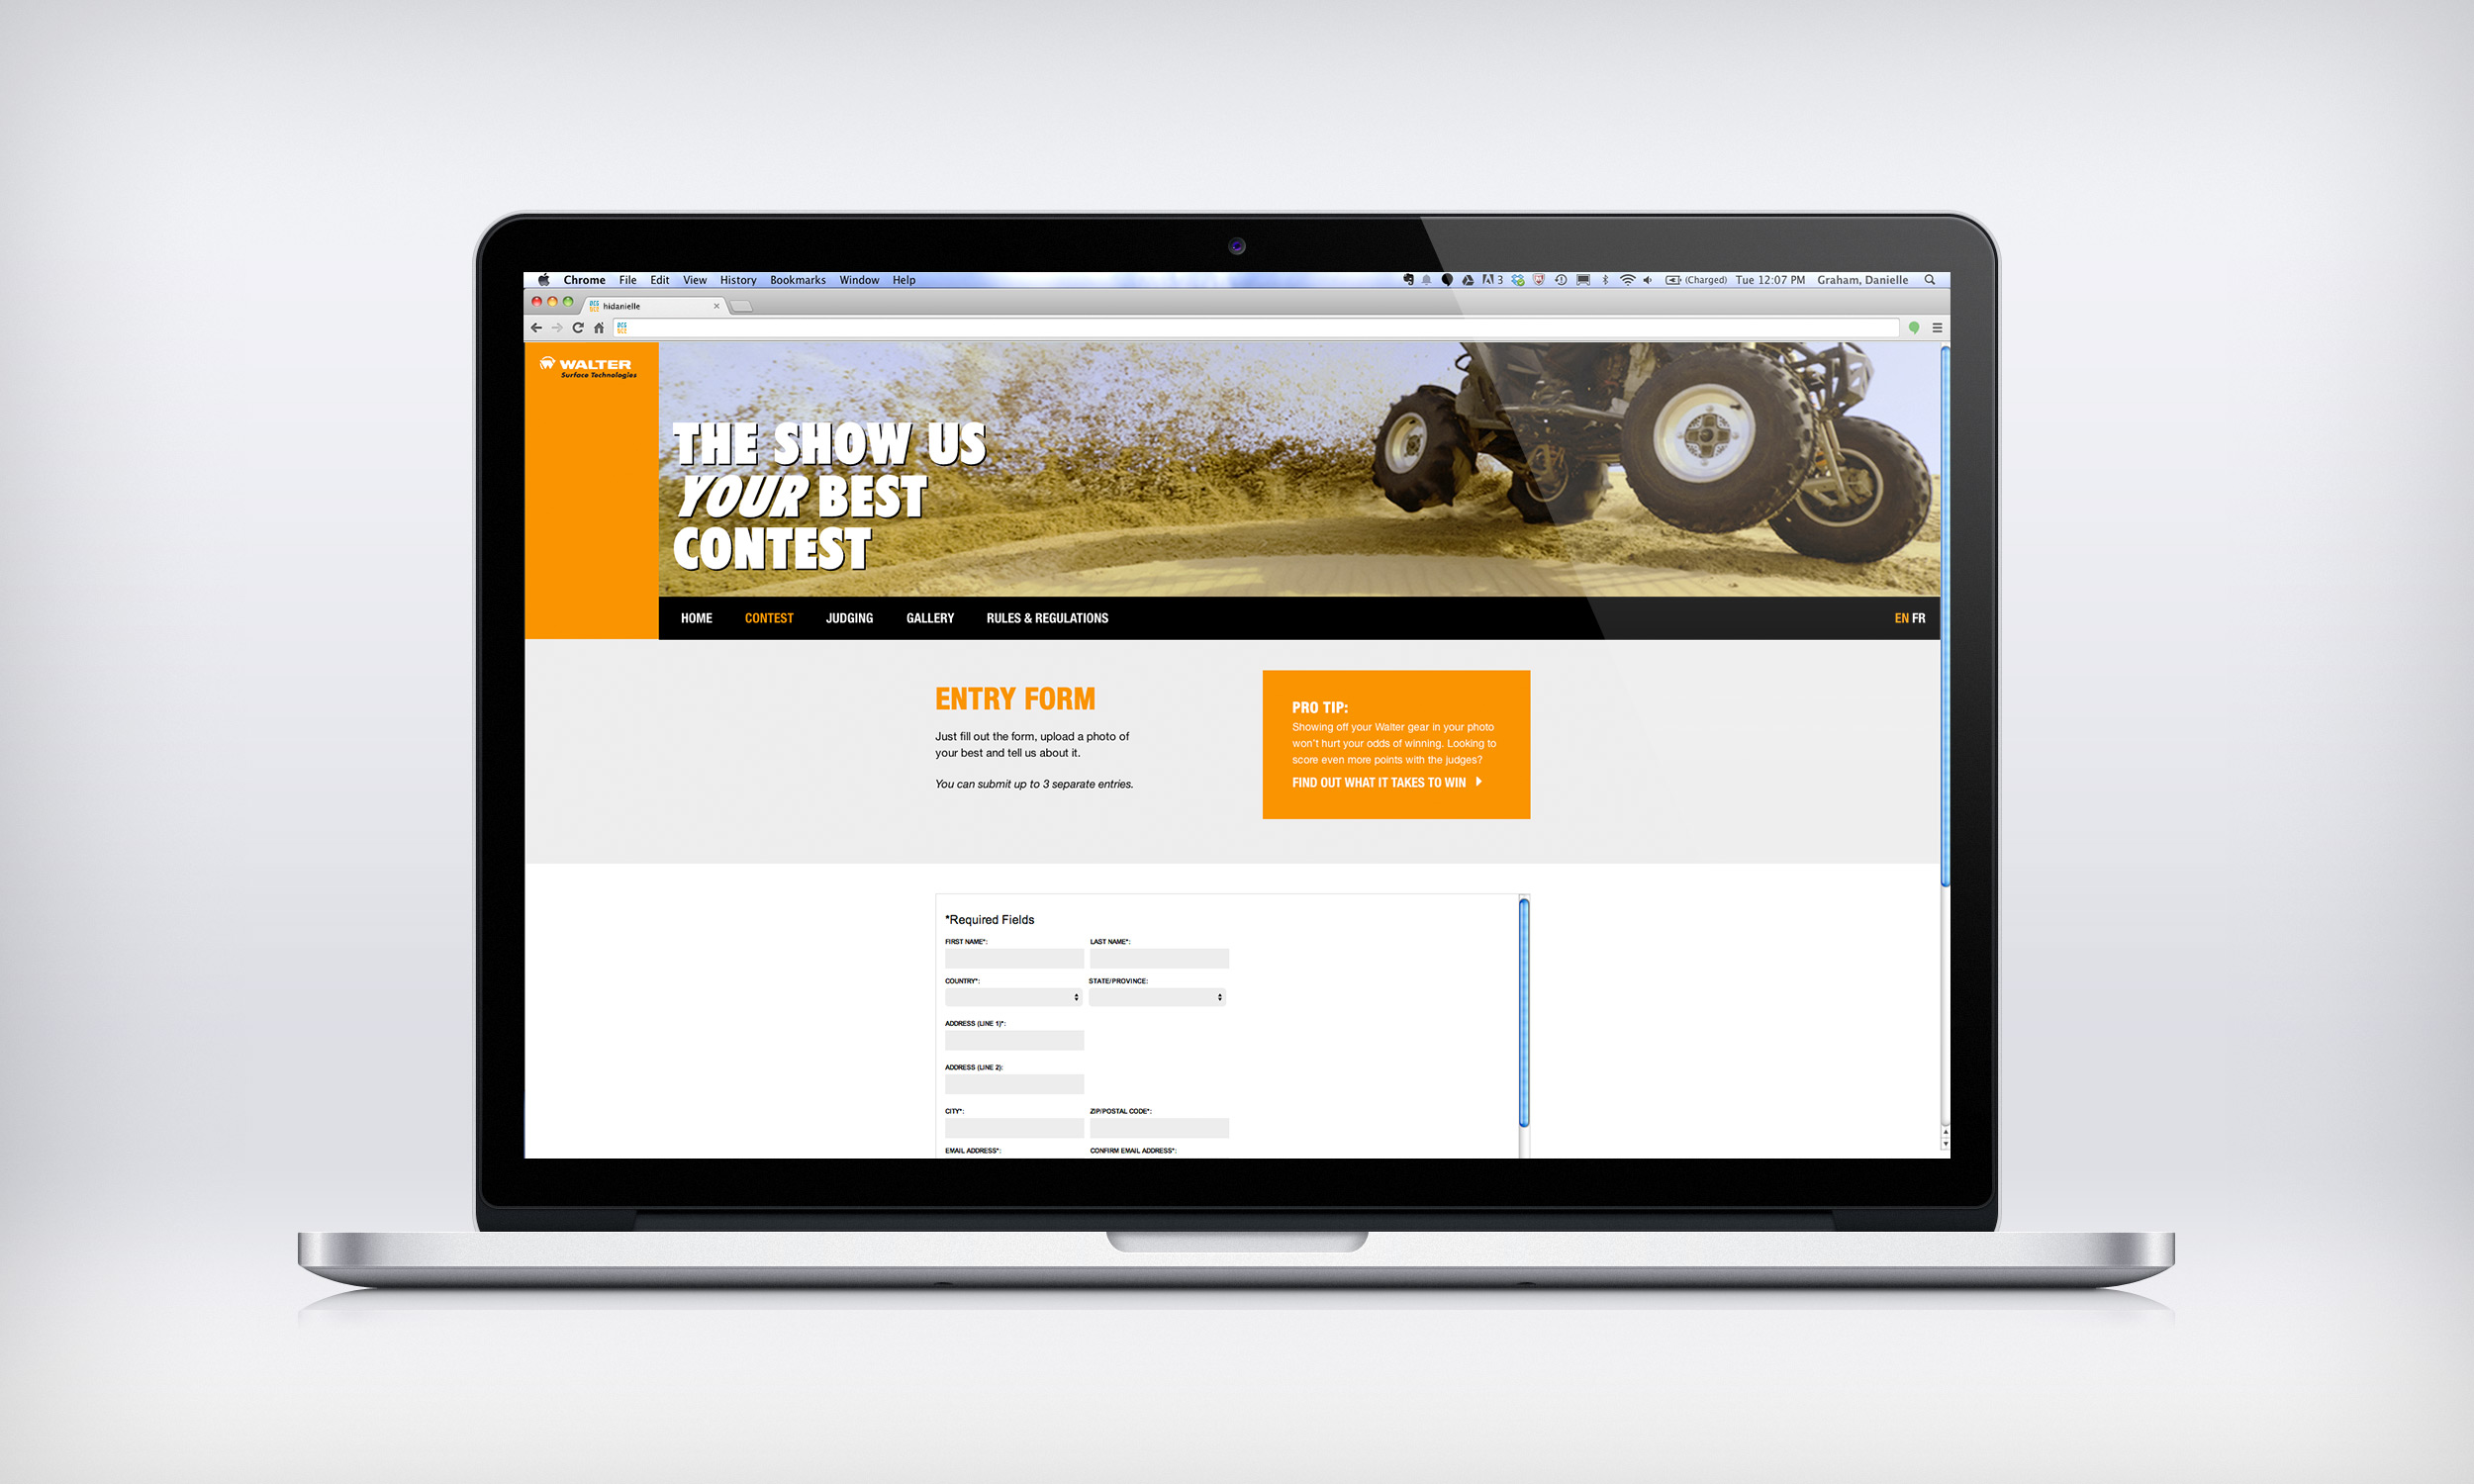 Chrome File Edit View History Bookmarks Window Help
3 (Charged) Tue 12:07 PM Graham, Danielle
hidanielle
WALTER
Surface Technologies
THE SHOW US
YOUR BEST
CONTEST
HOME CONTEST JUDGING GALLERY RULES & REGULATIONS
EN FR
ENTRY FORM
Just fill out the form, upload a photo of
your best and tell us about it.
You can submit up to 3 separate entries.
PRO TIP:
Showing off your Walter gear in your photo
won't hurt your odds of winning. Looking to
score even more points with the judges?
FIND OUT WHAT IT TAKES TO WIN
*Required Fields
FIRST NAME*: LAST NAME*:
COUNTRY*: STATE/PROVINCE:
ADDRESS (LINE 1)*:
ADDRESS (LINE 2):
CITY*: ZIP/POSTAL CODE*:
EMAIL ADDRESS*: CONFIRM EMAIL ADDRESS*: